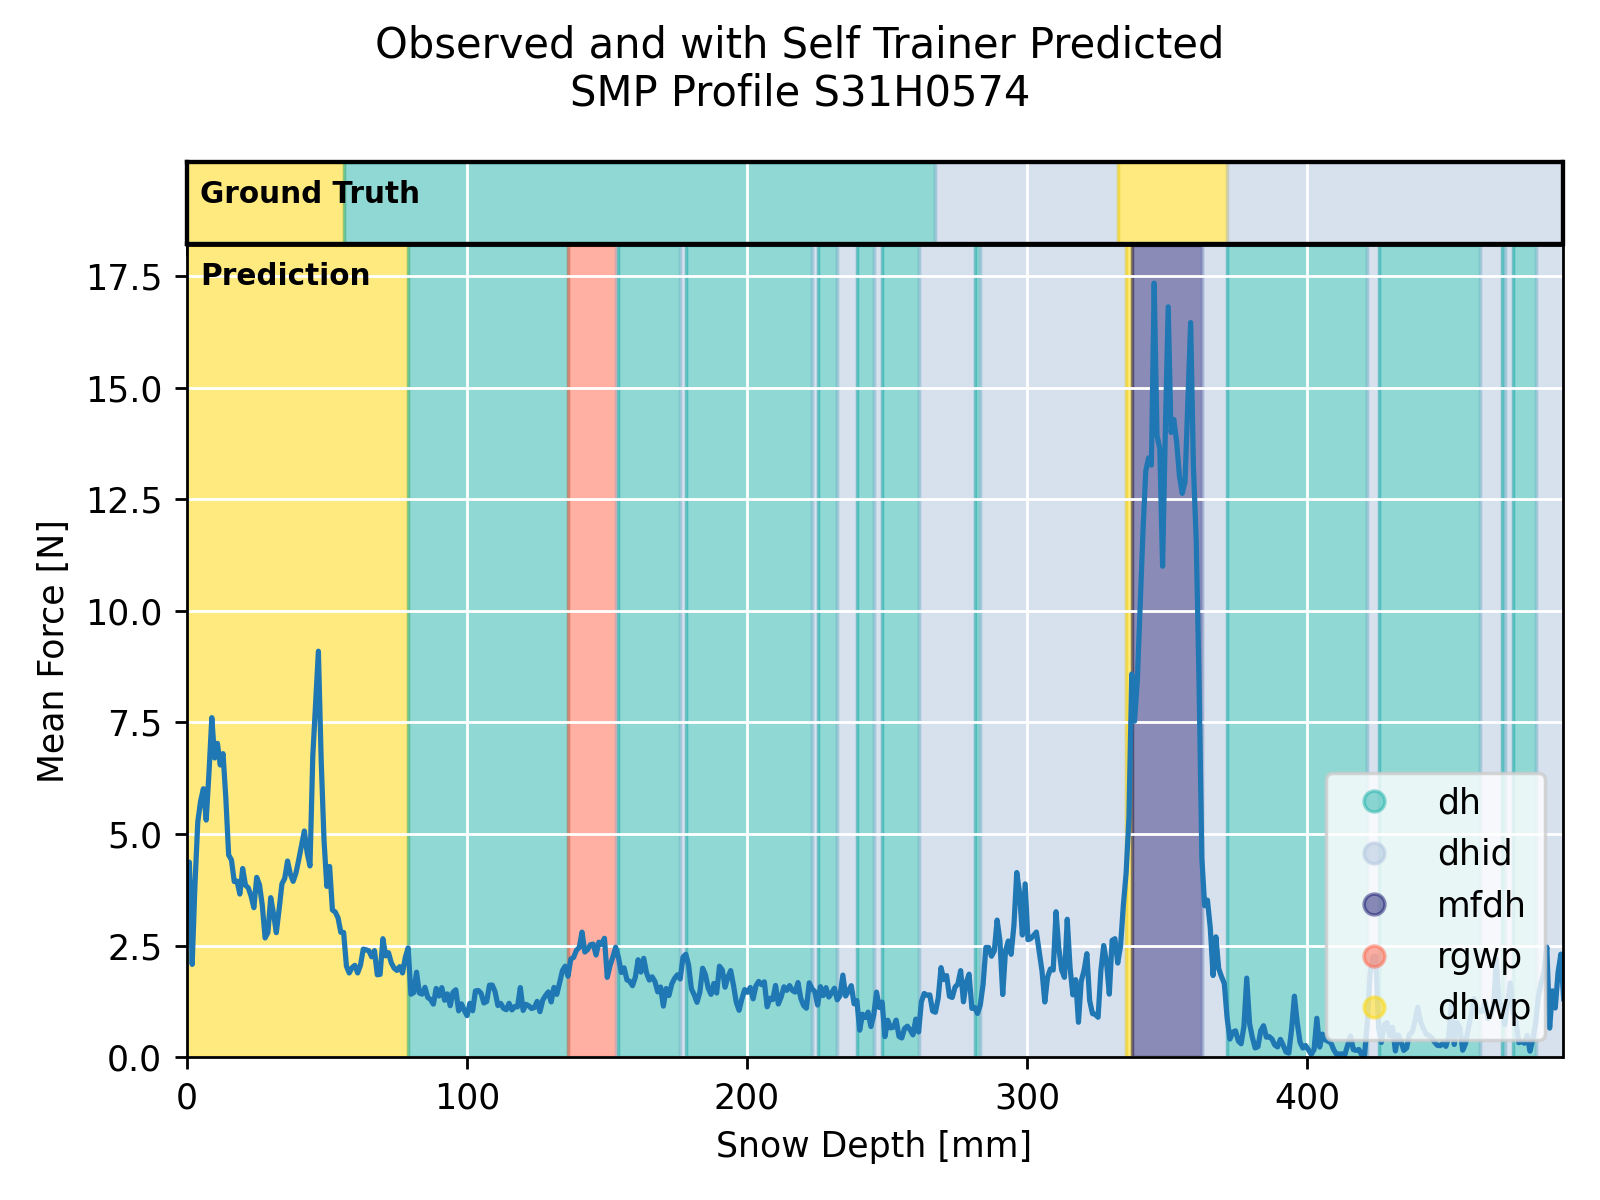 Observed and with Self Trainer Predicted
SMP Profile S31H0574
Ground Truth
Prediction
17.5
15.0
12.5
10.0
7.5
5.0
2.5
0.0
Mean Force [N]
dh
dhid
mfdh
rgwp
dhwp
0 100 200 300 400
Snow Depth [mm]